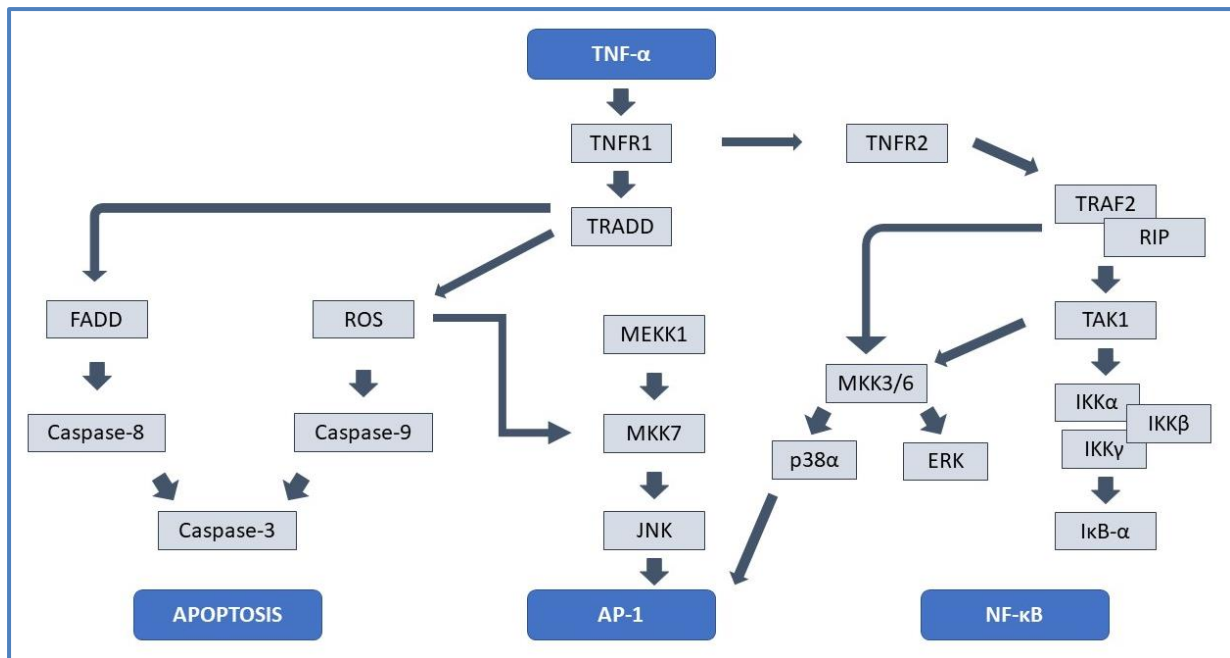 TNF-α
TNFR1
TNFR2
TRADD
TRAF2
RIP
FADD
ROS
MEKK1
TAK1
MKK3/6
Caspase-8
Caspase-9
MKK7
IKKα
IKKβ
IKKγ
p38α
ERK
Caspase-3
JNK
IκB-α
APOPTOSIS
AP-1
NF-κB